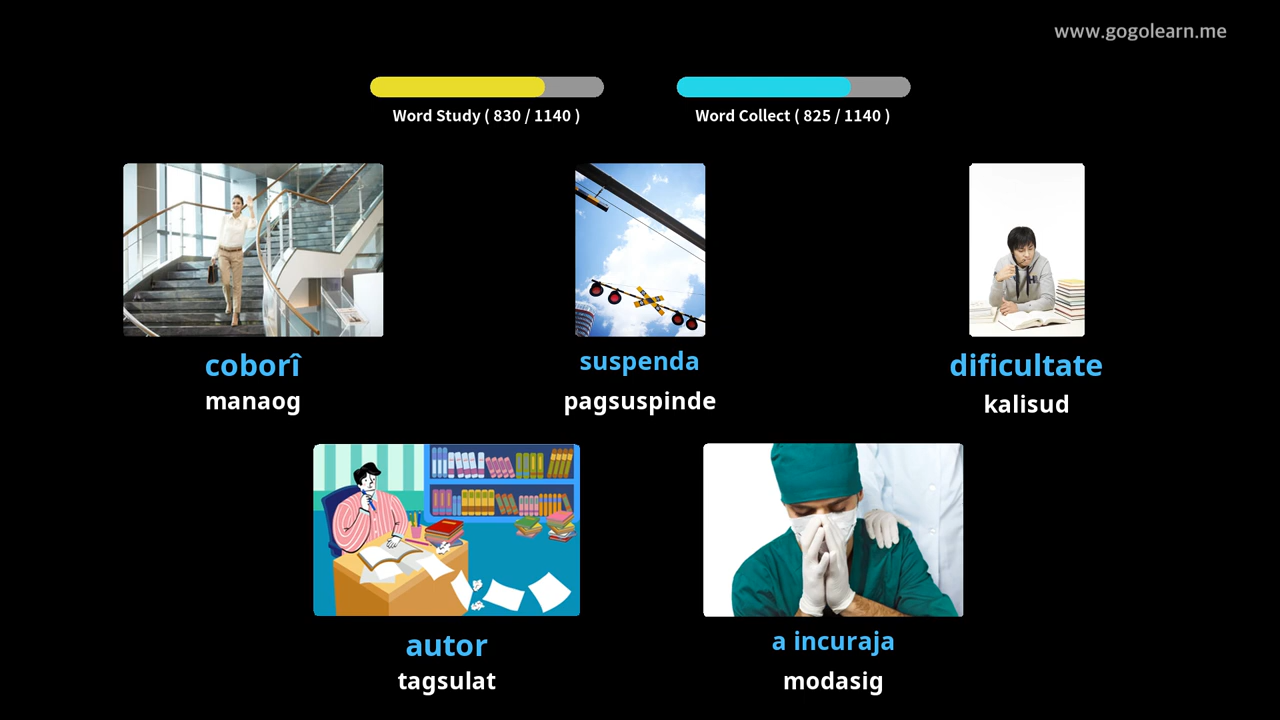 www.gogolearn.me
Word Study ( 830 / 1140 )
Word Collect ( 825 / 1140 )
coborî
manaog
suspenda
pagsuspinde
dificultate
kalisud
autor
tagsulat
a incuraja
modasig